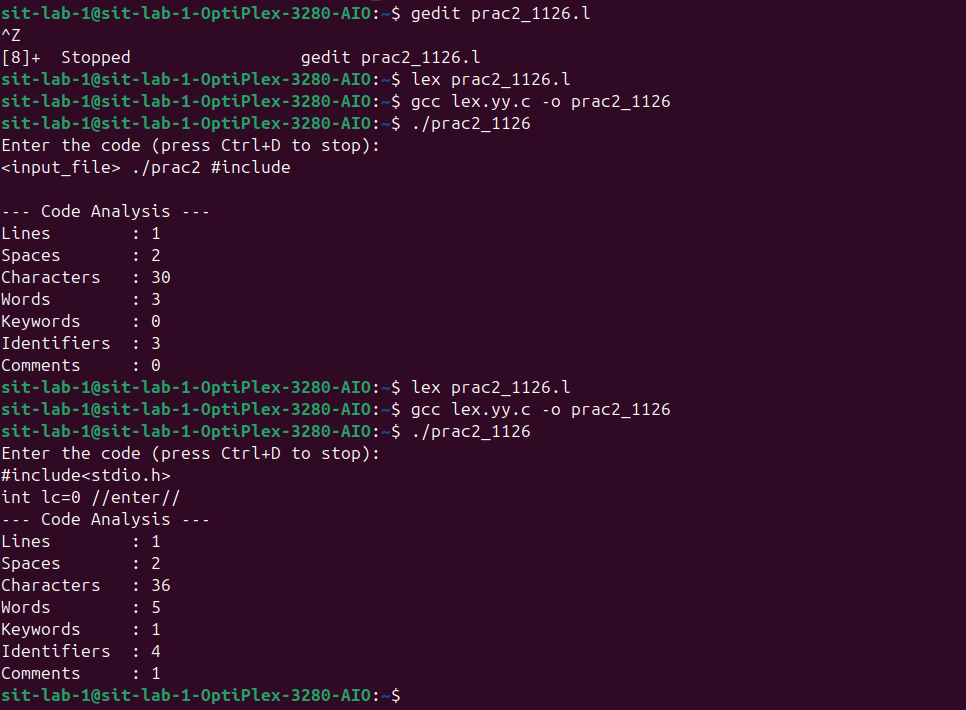 sit-lab-1@sit-lab-1-OptiPlex-3280-AIO:~$ gedit prac2_1126.l
^Z
[8]+  Stopped                 gedit prac2_1126.l
sit-lab-1@sit-lab-1-OptiPlex-3280-AIO:~$ lex prac2_1126.l
sit-lab-1@sit-lab-1-OptiPlex-3280-AIO:~$ gcc lex.yy.c -o prac2_1126
sit-lab-1@sit-lab-1-OptiPlex-3280-AIO:~$ ./prac2_1126
Enter the code (press Ctrl+D to stop):
<input_file> ./prac2 #include

--- Code Analysis ---
Lines        : 1
Spaces       : 2
Characters   : 30
Words        : 3
Keywords     : 0
Identifiers  : 3
Comments     : 0
sit-lab-1@sit-lab-1-OptiPlex-3280-AIO:~$ lex prac2_1126.l
sit-lab-1@sit-lab-1-OptiPlex-3280-AIO:~$ gcc lex.yy.c -o prac2_1126
sit-lab-1@sit-lab-1-OptiPlex-3280-AIO:~$ ./prac2_1126
Enter the code (press Ctrl+D to stop):
#include<stdio.h>
int lc=0 //enter//
--- Code Analysis ---
Lines        : 1
Spaces       : 2
Characters   : 36
Words        : 5
Keywords     : 1
Identifiers  : 4
Comments     : 1
sit-lab-1@sit-lab-1-OptiPlex-3280-AIO:~$